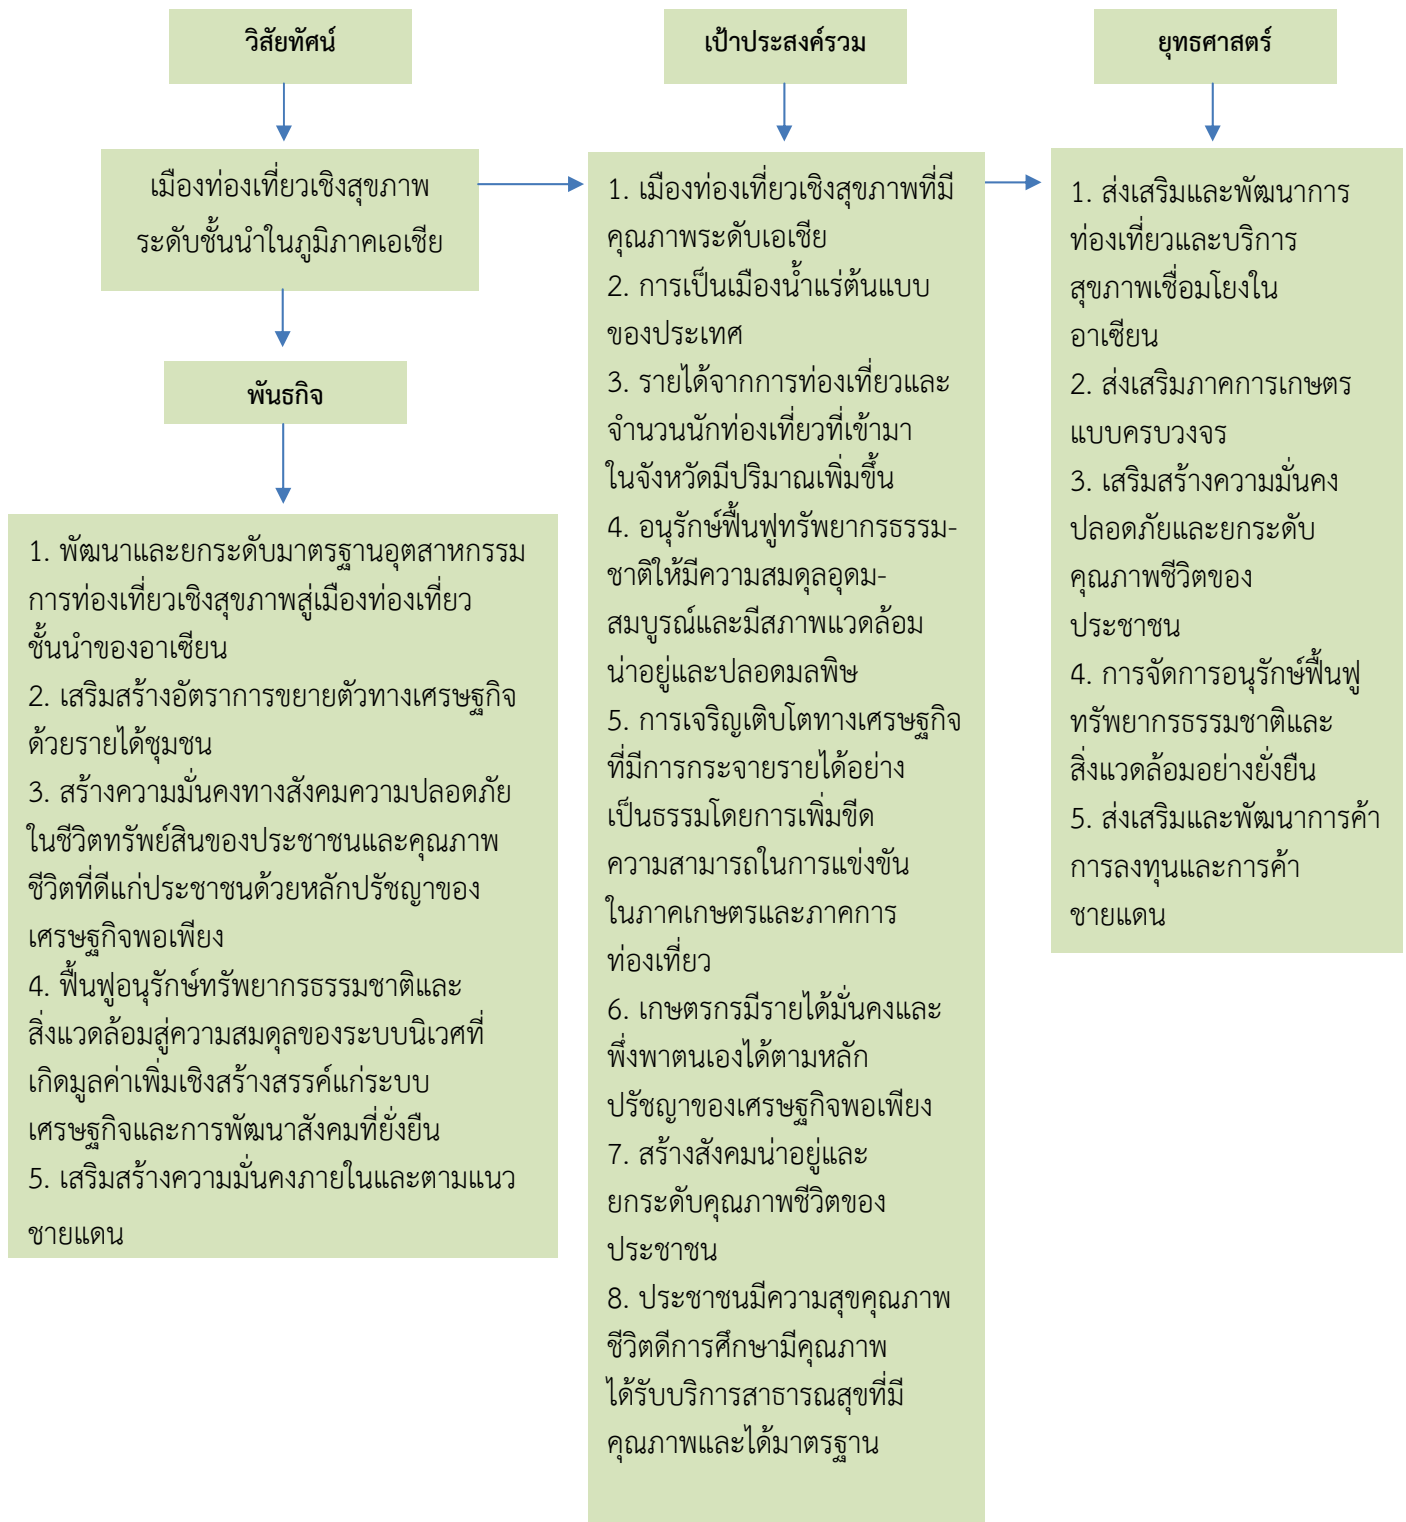 วิสัยทัศน์
เมืองท่องเที่ยวเชิงสุขภาพ
ระดับชั้นนำในภูมิภาคเอเชีย
พันธกิจ
1. พัฒนาและยกระดับมาตรฐานอุตสาหกรรม
การท่องเที่ยวเชิงสุขภาพสู่เมืองท่องเที่ยว
ชั้นนำของอาเซียน
2. เสริมสร้างอัตราการขยายตัวทางเศรษฐกิจ
ด้วยรายได้ชุมชน
3. สร้างความมั่นคงทางสังคมความปลอดภัย
ในชีวิตทรัพย์สินของประชาชนและคุณภาพ
ชีวิตที่ดีแก่ประชาชนด้วยหลักปรัชญาของ
เศรษฐกิจพอเพียง
4. ฟื้นฟูอนุรักษ์ทรัพยากรธรรมชาติและ
สิ่งแวดล้อมสู่ความสมดุลของระบบนิเวศที่
เกิดมูลค่าเพิ่มเชิงสร้างสรรค์แก่ระบบ
เศรษฐกิจและการพัฒนาสังคมที่ยั่งยืน
5. เสริมสร้างความมั่นคงภายในและตามแนว
ชายแดน
เป้าประสงค์รวม
1. เมืองท่องเที่ยวเชิงสุขภาพที่มี
คุณภาพระดับเอเชีย
2. การเป็นเมืองน้ำแร่ต้นแบบ
ของประเทศ
3. รายได้จากการท่องเที่ยวและ
จำนวนนักท่องเที่ยวที่เข้ามา
ในจังหวัดมีปริมาณเพิ่มขึ้น
4. อนุรักษ์ฟื้นฟูทรัพยากรธรรม-
ชาติให้มีความสมดุลอุดม-
สมบูรณ์และมีสภาพแวดล้อม
น่าอยู่และปลอดมลพิษ
5. การเจริญเติบโตทางเศรษฐกิจ
ที่มีการกระจายรายได้อย่าง
เป็นธรรมโดยการเพิ่มขีด
ความสามารถในการแข่งขัน
ในภาคเกษตรและภาคการ
ท่องเที่ยว
6. เกษตรกรมีรายได้มั่นคงและ
พึ่งพาตนเองได้ตามหลัก
ปรัชญาของเศรษฐกิจพอเพียง
7. สร้างสังคมน่าอยู่และ
ยกระดับคุณภาพชีวิตของ
ประชาชน
8. ประชาชนมีความสุขคุณภาพ
ชีวิตดีการศึกษามีคุณภาพ
ได้รับบริการสาธารณสุขที่มี
คุณภาพและได้มาตรฐาน
ยุทธศาสตร์
1. ส่งเสริมและพัฒนาการ
ท่องเที่ยวและบริการ
สุขภาพเชื่อมโยงใน
อาเซียน
2. ส่งเสริมภาคการเกษตร
แบบครบวงจร
3. เสริมสร้างความมั่นคง
ปลอดภัยและยกระดับ
คุณภาพชีวิตของ
ประชาชน
4. การจัดการอนุรักษ์ฟื้นฟู
ทรัพยากรธรรมชาติและ
สิ่งแวดล้อมอย่างยั่งยืน
5. ส่งเสริมและพัฒนาการค้า
การลงทุนและการค้า
ชายแดน